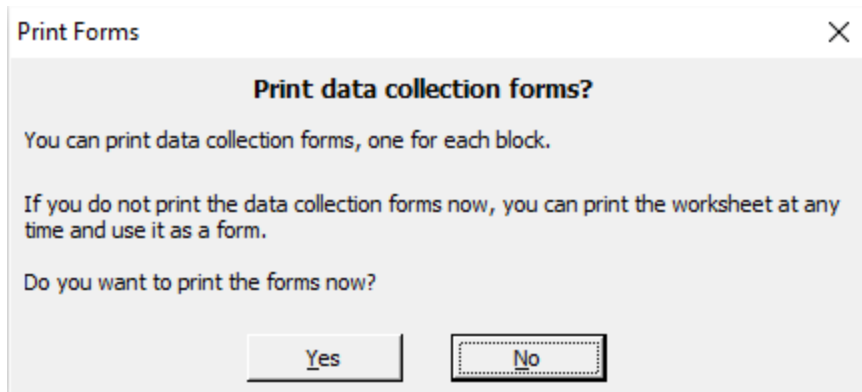 Print Forms
Print data collection forms?
You can print data collection forms, one for each block.
If you do not print the data collection forms now, you can print the worksheet at any
time and use it as a form.
Do you want to print the forms now?
Yes
No